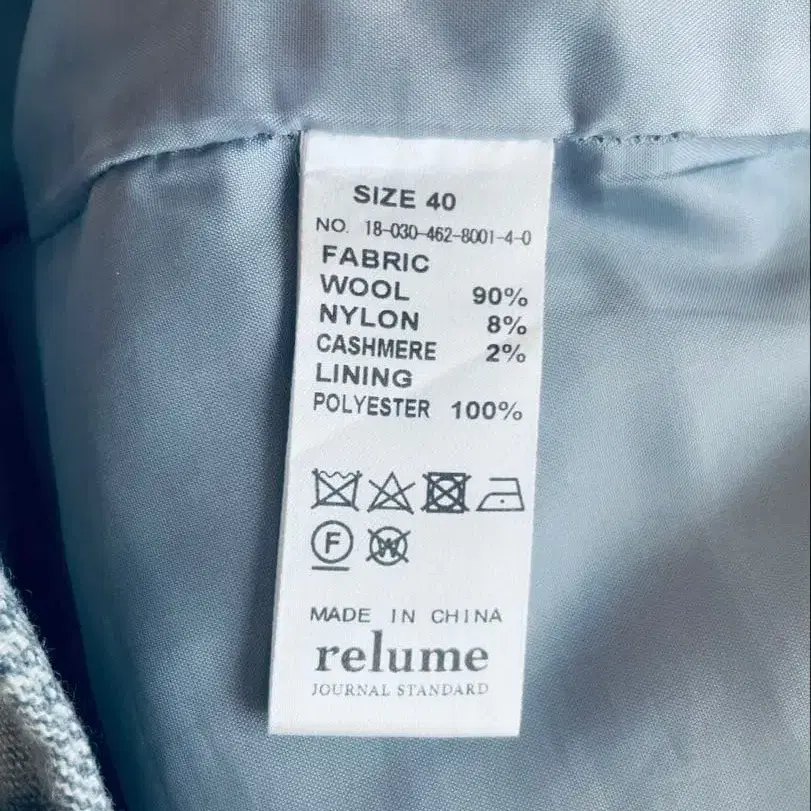 SIZE 40
NO. 18-030-462-8001-4-0
FABRIC
WOOL 90%
NYLON 8%
CASHMERE 2%
LINING
POLYESTER 100%
F W
MADE IN CHINA
relume
JOURNAL STANDARD